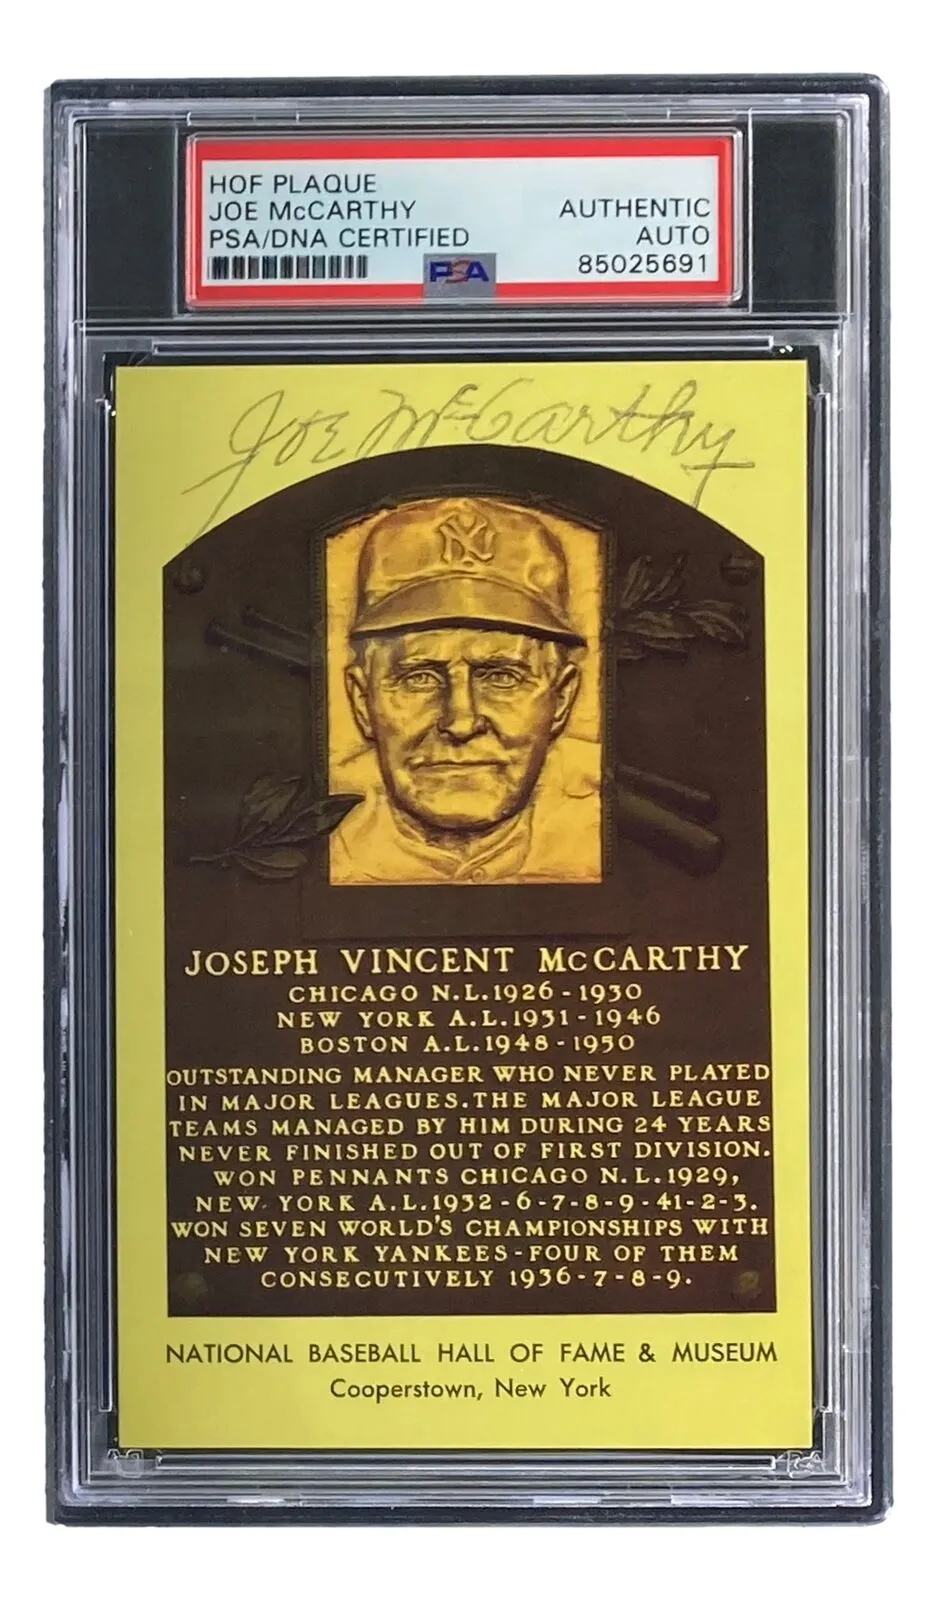 HOF PLAQUE
JOE McCARTHY
PSA/DNA CERTIFIED
AUTHENTIC
AUTO
85025691
PSA
Joe McCarthy
NY
JOSEPH VINCENT McCARTHY
CHICAGO N.L.1926-1930
NEW YORK A.L.1931-1946
BOSTON A.L.1948-1950
OUTSTANDING MANAGER WHO NEVER PLAYED
IN MAJOR LEAGUES.THE MAJOR LEAGUE
TEAMS MANAGED BY HIM DURING 24 YEARS
NEVER FINISHED OUT OF FIRST DIVISION.
WON PENNANTS CHICAGO N.L.1929,
NEW YORK A.L.1932-6-7-8-9-41-2-3.
WON SEVEN WORLD'S CHAMPIONSHIPS WITH
NEW YORK YANKEES-FOUR OF THEM
CONSECUTIVELY 1936-7-8-9.
NATIONAL BASEBALL HALL OF FAME & MUSEUM
Cooperstown, New York